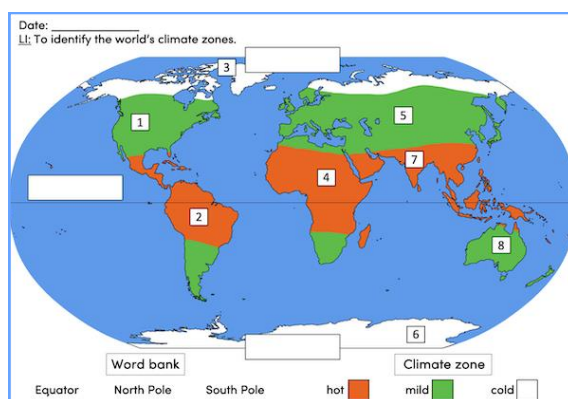 Date: _______________
LI: To identify the world's climate zones.
3
1
5
7
4
2
8
6
Word bank
Climate zone
Equator North Pole South Pole hot mild cold